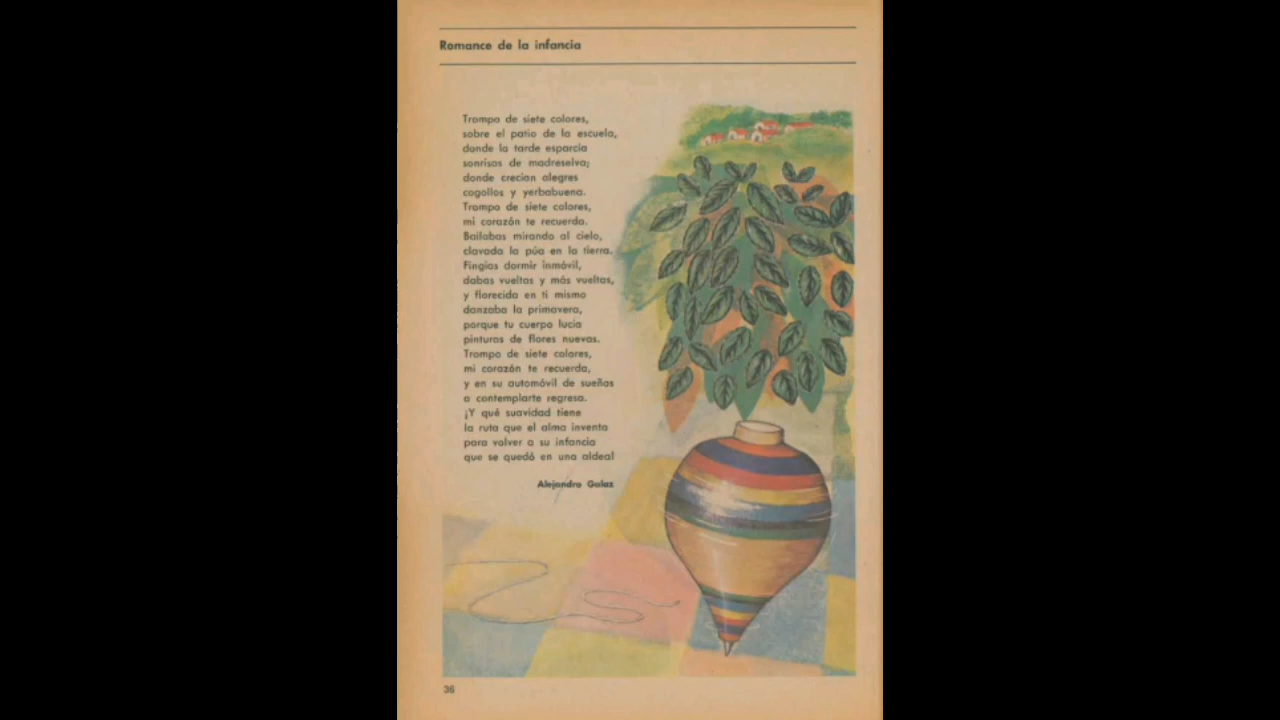 Romance de la infancia
Trompo de siete colores,
sobre el patio de la escuela,
donde la tarde esparcía
sonrisas de madreselva;
donde crecían alegres
cogollos y yerbabuena.
Trompo de siete colores,
mi corazón te recuerda.
Bailabas mirando al cielo,
clavada la púa en la tierra.
Fingías dormir inmóvil,
dabas vueltas y más vueltas,
y florecida en ti mismo
danzaba la primavera,
porque tu cuerpo lucía
pinturas de flores nuevas.
Trompo de siete colores,
mi corazón te recuerda,
y en su automóvil de sueños
a contemplarte regresa.
¡Y qué suavidad tiene
la ruta que el alma inventa
para volver a su infancia
que se quedó en una aldea!
Alejandro Galaz
36